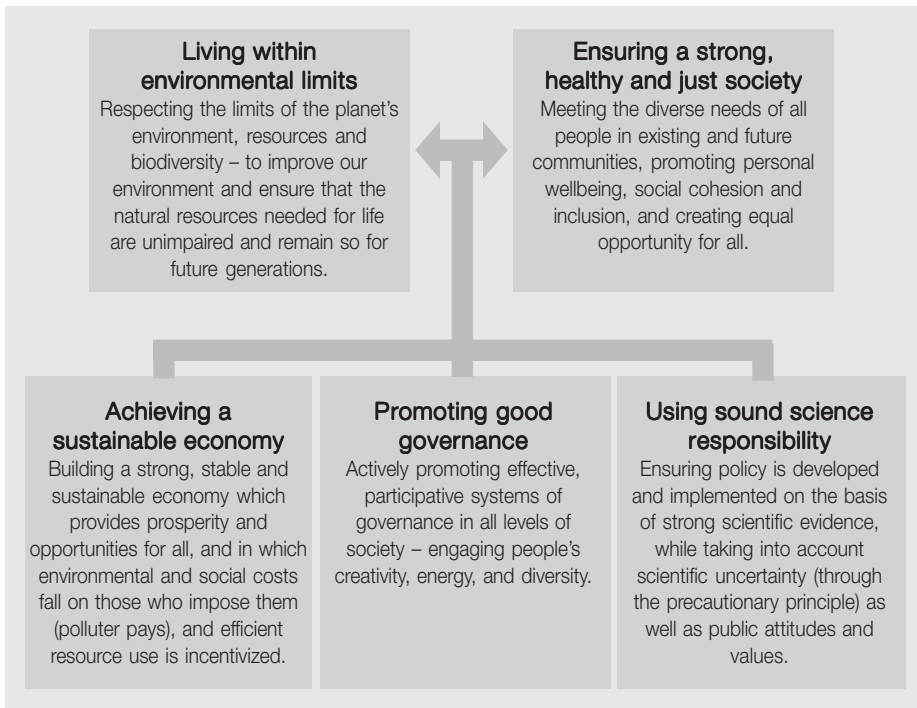 Living within
environmental limits
Respecting the limits of the planet's
environment, resources and
biodiversity – to improve our
environment and ensure that the
natural resources needed for life
are unimpaired and remain so for
future generations.
Ensuring a strong,
healthy and just society
Meeting the diverse needs of all
people in existing and future
communities, promoting personal
wellbeing, social cohesion and
inclusion, and creating equal
opportunity for all.
Achieving a
sustainable economy
Building a strong, stable and
sustainable economy which
provides prosperity and
opportunities for all, and in which
environmental and social costs
fall on those who impose them
(polluter pays), and efficient
resource use is incentivized.
Promoting good
governance
Actively promoting effective,
participative systems of
governance in all levels of
society – engaging people's
creativity, energy, and diversity.
Using sound science
responsibility
Ensuring policy is developed
and implemented on the basis
of strong scientific evidence,
while taking into account
scientific uncertainty (through
the precautionary principle) as
well as public attitudes and
values.